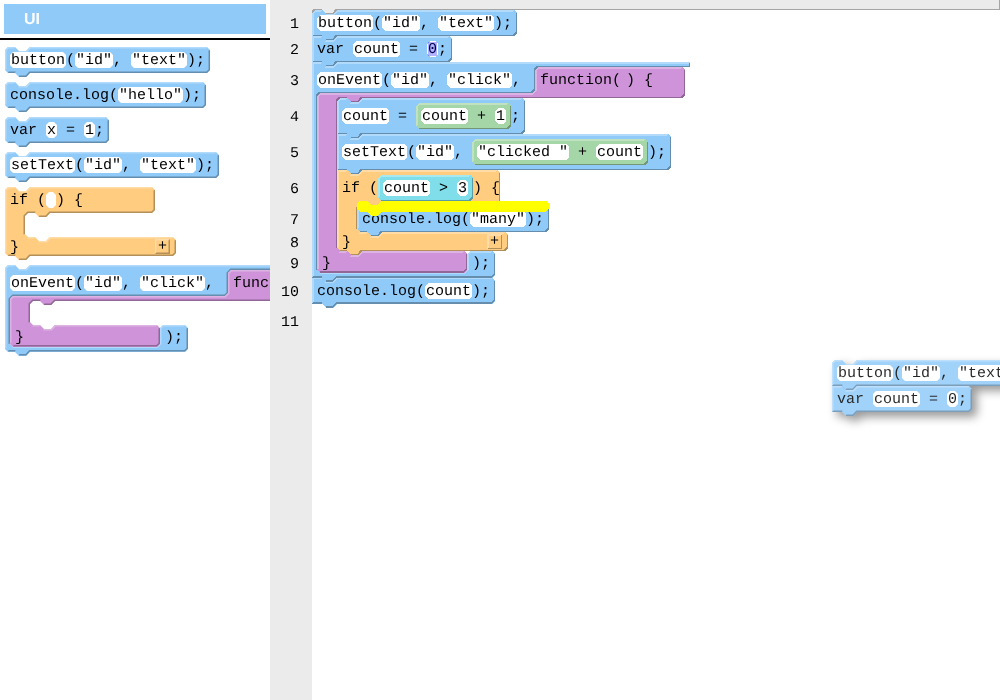 UI
button("id", "text");
console.log("hello");
var x = 1;
setText("id", "text");
if ( ) {
} +
onEvent("id", "click", func
} );
1 button("id", "text");
2 var count = 0;
3 onEvent("id", "click", function( ) {
4 count = count + 1;
5 setText("id", "clicked " + count);
6 if (count > 3) {
7 console.log("many");
8 } +
9 } );
10 console.log(count);
11
button("id", "text
var count = 0;